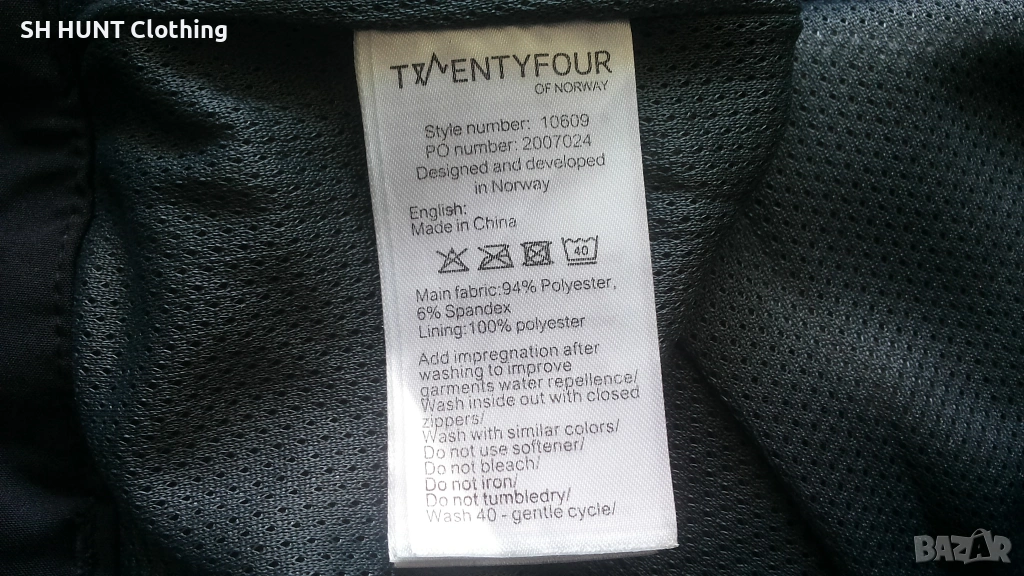 SH HUNT Clothing
TWENTYFOUR
OF NORWAY
Style number: 10609
PO number: 2007024
Designed and developed
in Norway
English:
Made in China
40
Main fabric:94% Polyester,
6% Spandex
Lining:100% polyester
Add impregnation after
washing to improve
garments water repellence/
Wash inside out with closed
zippers/
Wash with similar colors/
Do not use softener/
Do not bleach/
Do not iron/
Do not tumbledry/
Wash 40 - gentle cycle/
BAZAR